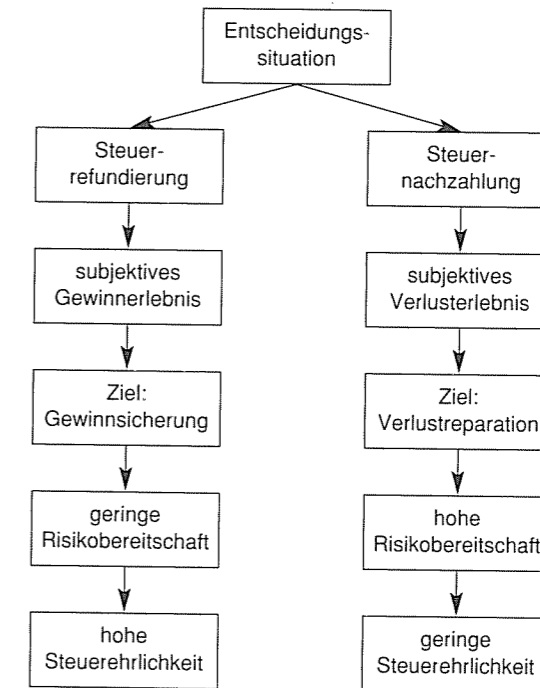 Entscheidungs-
situation
Steuer-
refundierung
subjektives
Gewinnerlebnis
Ziel:
Gewinnsicherung
geringe
Risikobereitschaft
hohe
Steuerehrlichkeit
Steuer-
nachzahlung
subjektives
Verlusterlebnis
Ziel:
Verlustreparation
hohe
Risikobereitschaft
geringe
Steuerehrlichkeit